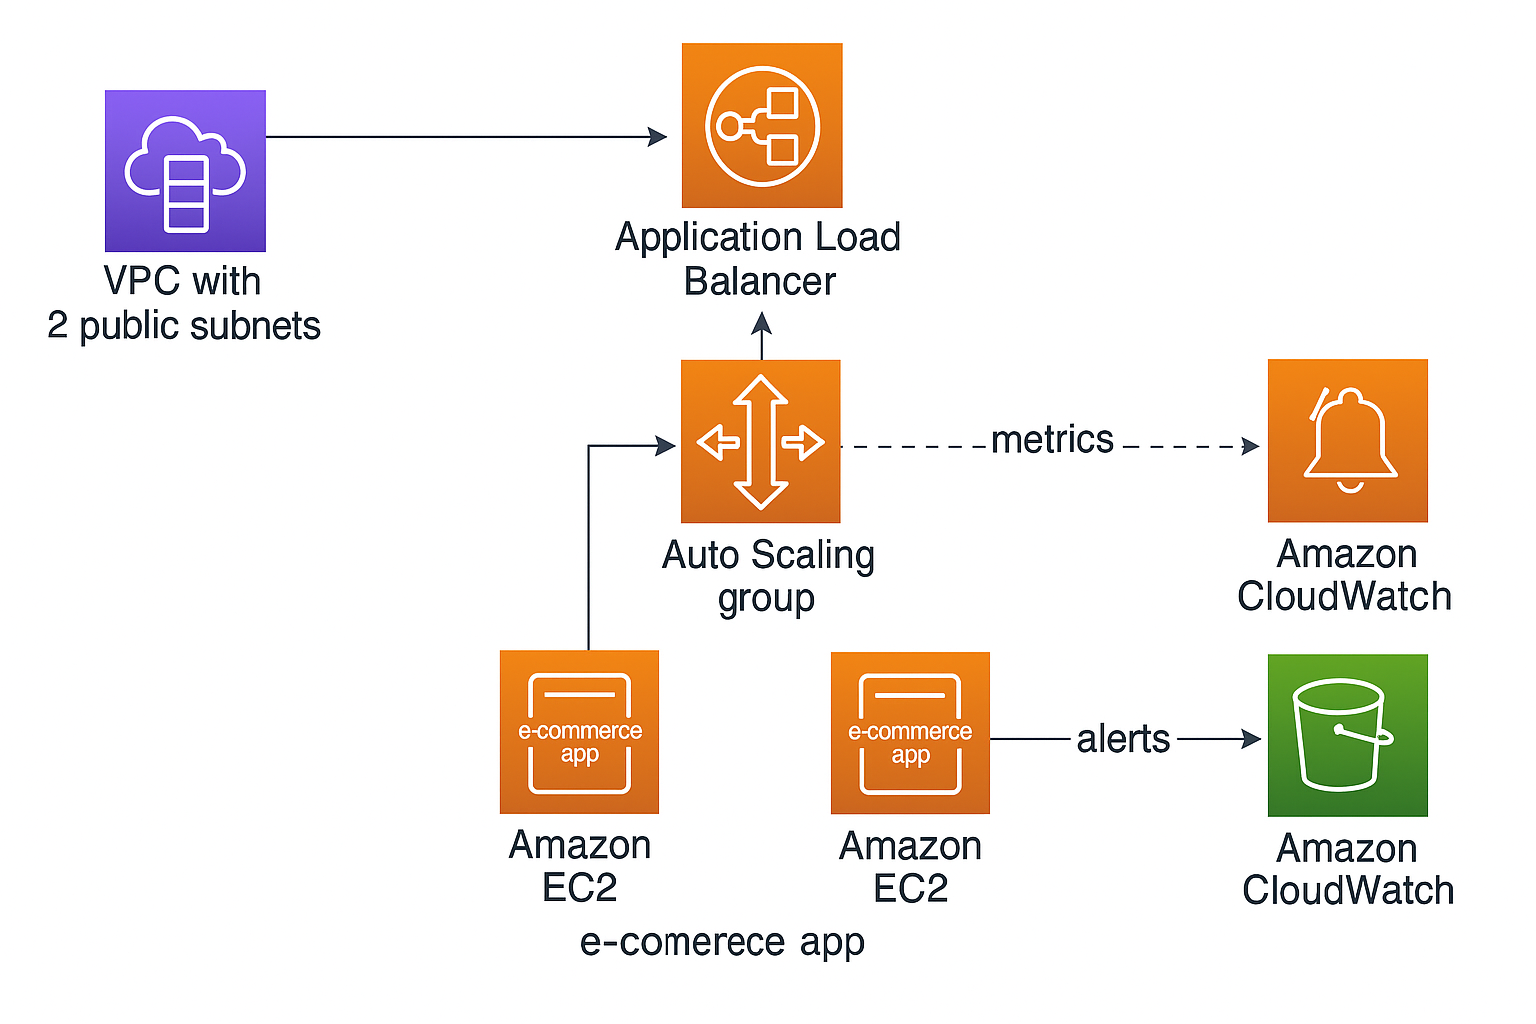 Application Load
Balancer
VPC with
2 public subnets
metrics
Auto Scaling
group
Amazon
CloudWatch
e-commerce
app
e-commerce
app
alerts
Amazon
EC2
Amazon
EC2
Amazon
CloudWatch
e-comerece app